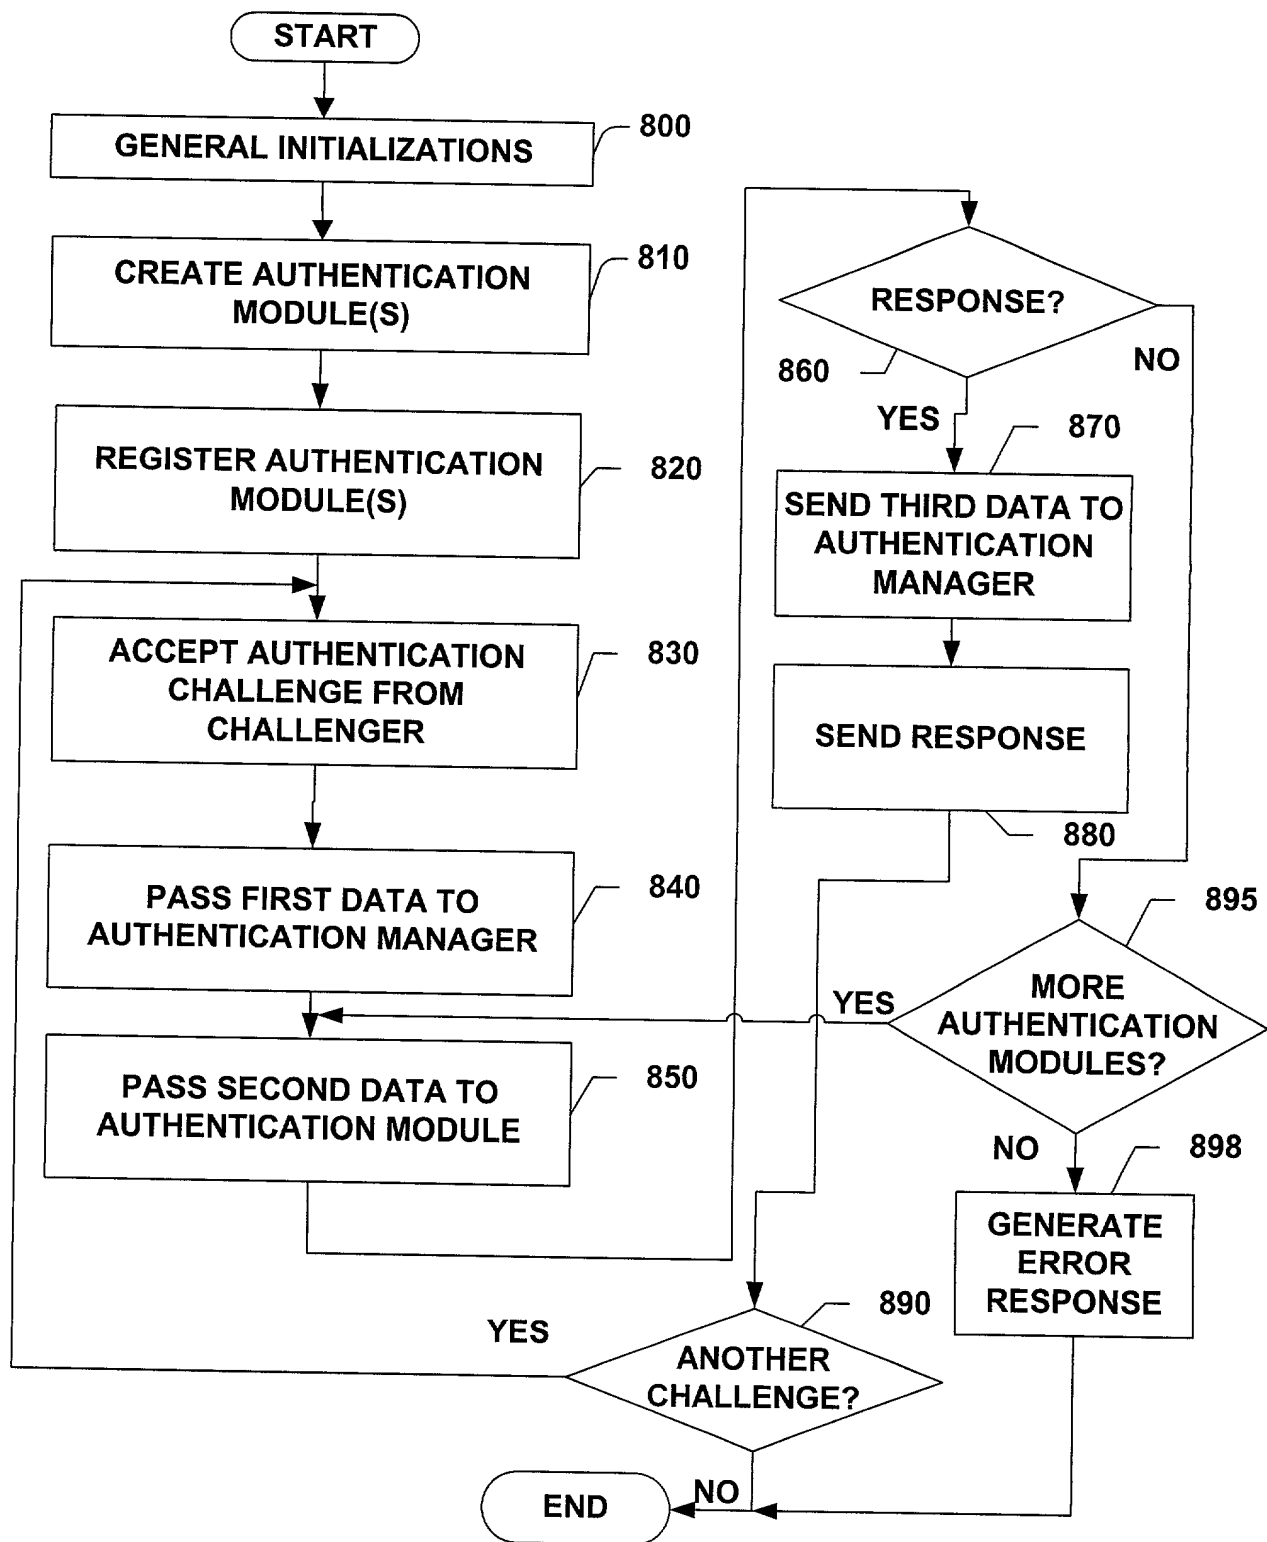 START
GENERAL INITIALIZATIONS
800
CREATE AUTHENTICATION
MODULE(S)
810
REGISTER AUTHENTICATION
MODULE(S)
820
ACCEPT AUTHENTICATION
CHALLENGE FROM
CHALLENGER
830
PASS FIRST DATA TO
AUTHENTICATION MANAGER
840
PASS SECOND DATA TO
AUTHENTICATION MODULE
850
RESPONSE?
860
NO
YES
870
SEND THIRD DATA TO
AUTHENTICATION
MANAGER
SEND RESPONSE
880
895
MORE
AUTHENTICATION
MODULES?
YES
NO
898
GENERATE
ERROR
RESPONSE
890
ANOTHER
CHALLENGE?
YES
NO
END